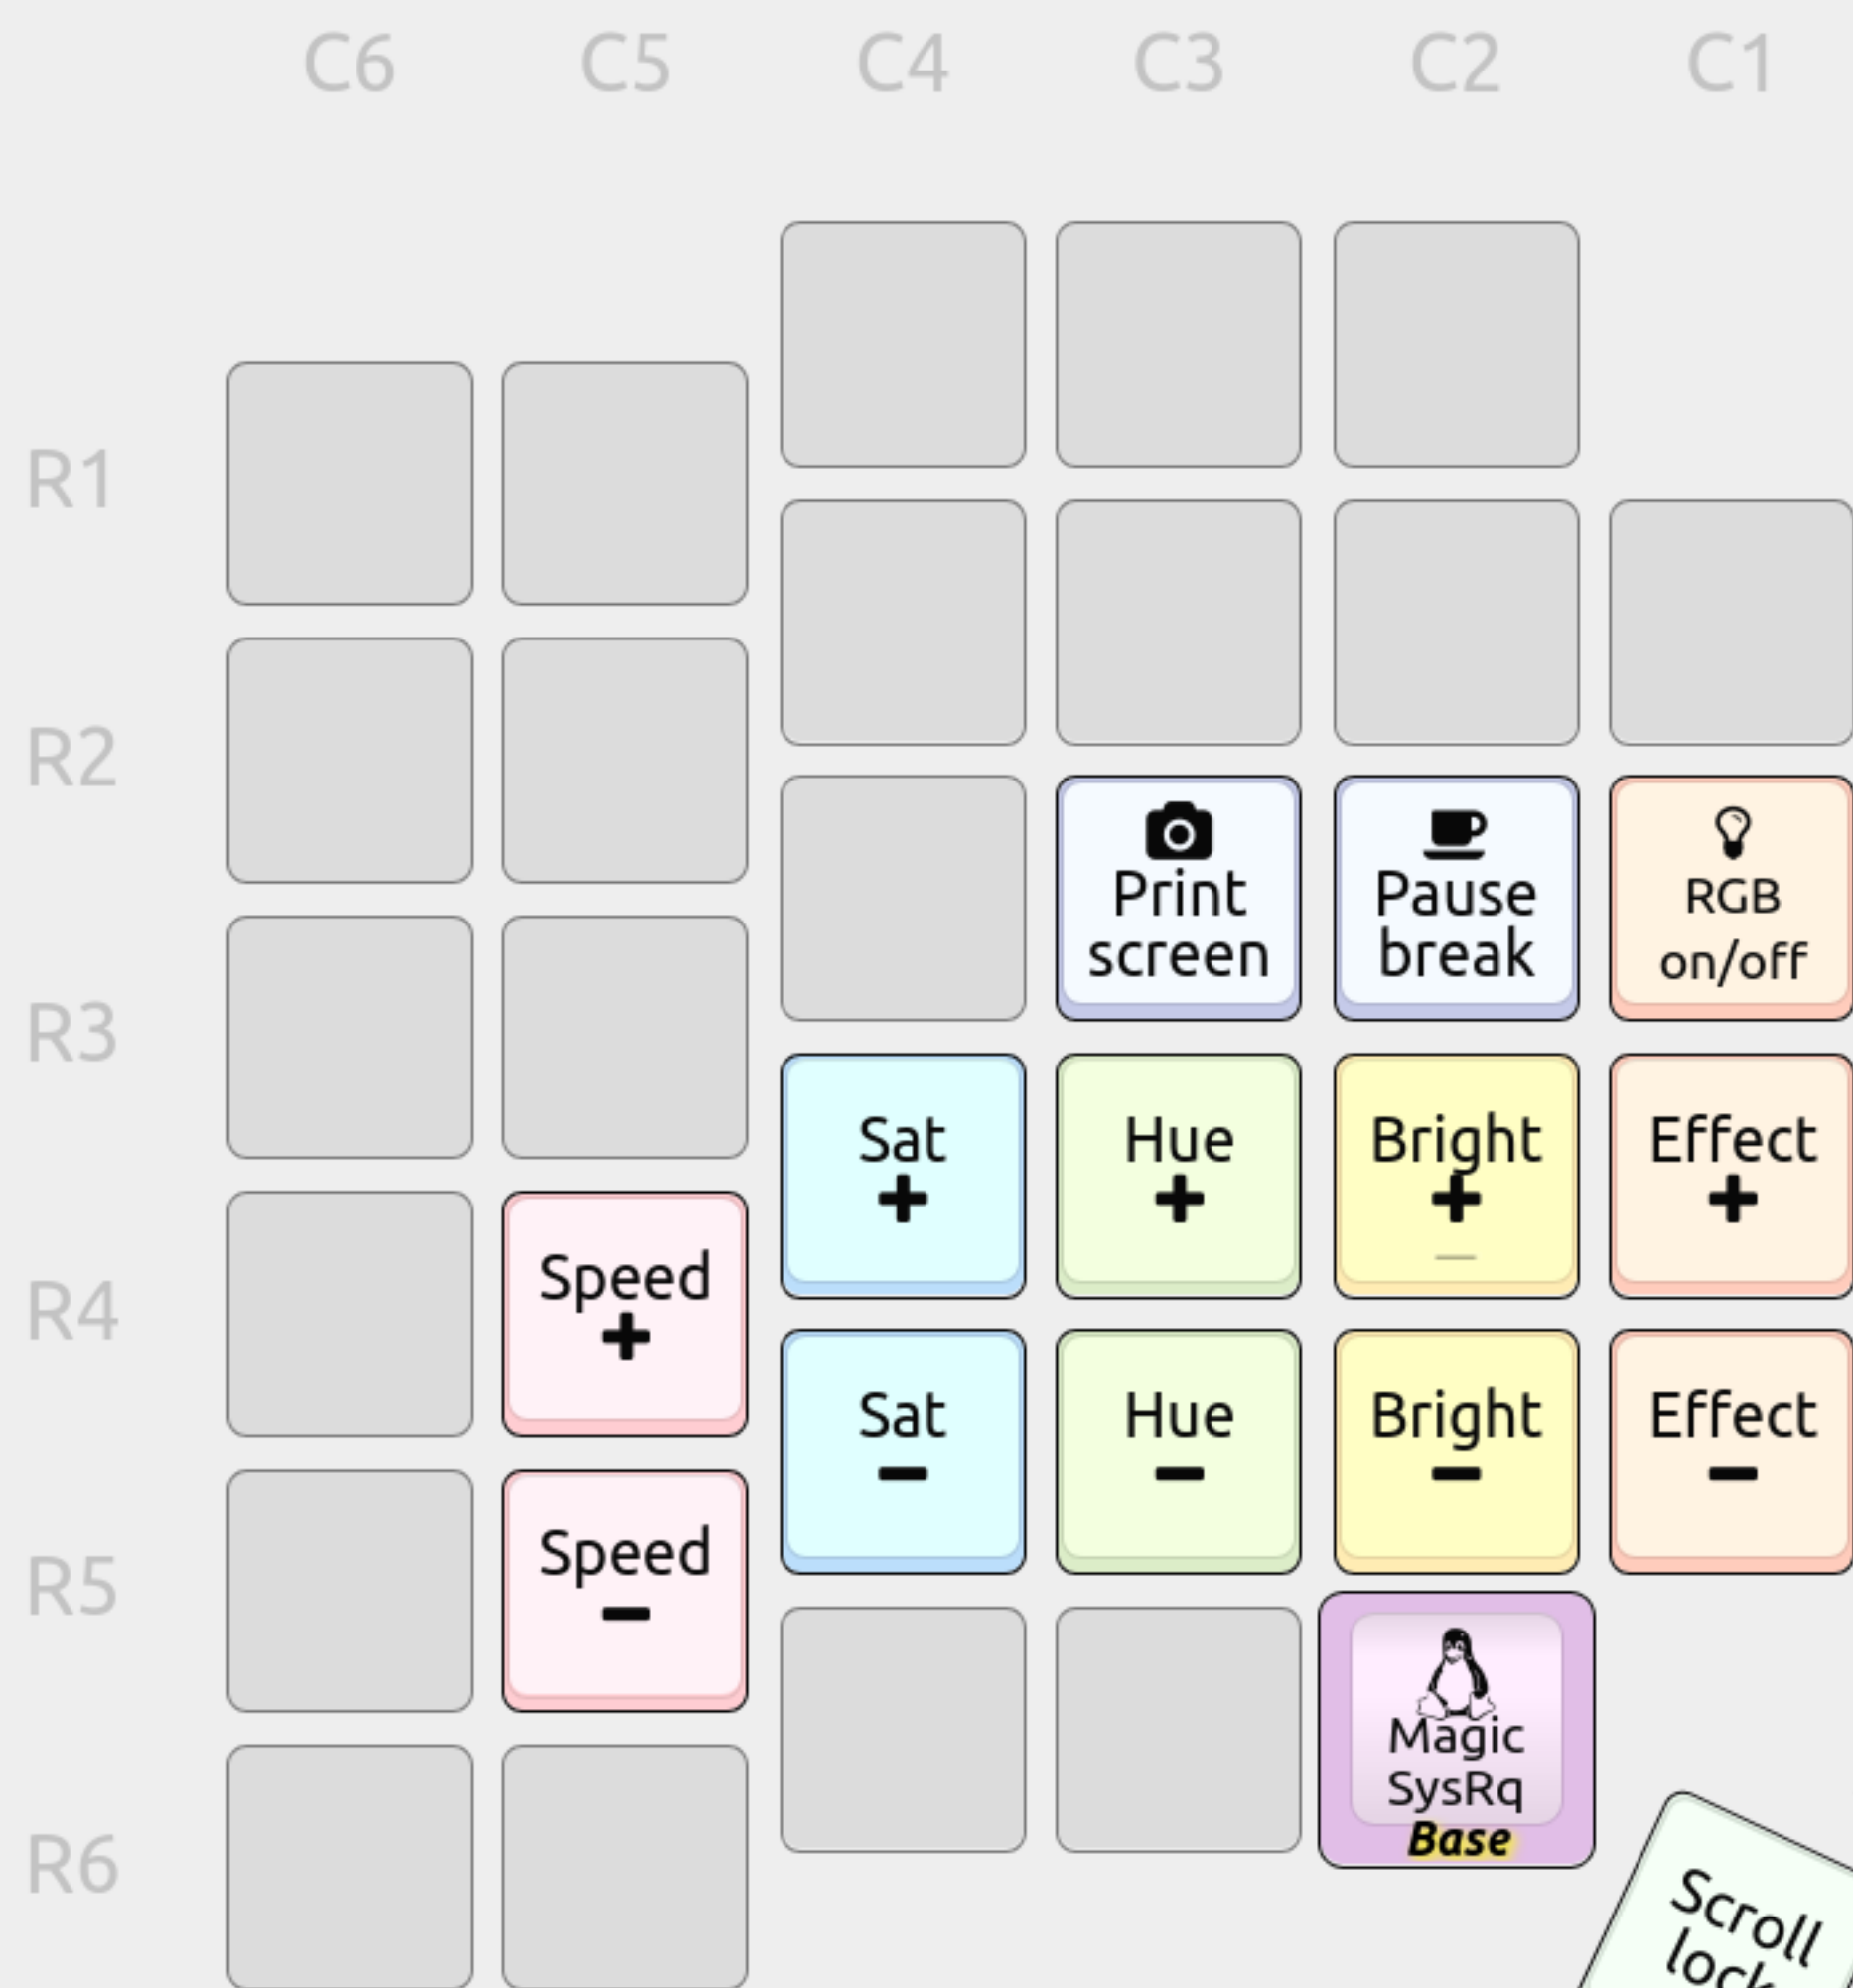 C6 C5 C4 C3 C2 C1
R1
R2
Print
screen
Pause
break
RGB
on/off
R3
Sat
+
Hue
+
Bright
+
_
Effect
+
Speed
+
R4
Sat
-
Hue
-
Bright
-
Effect
-
Speed
-
R5
Magic
SysRq
Base
R6
Scroll
lock